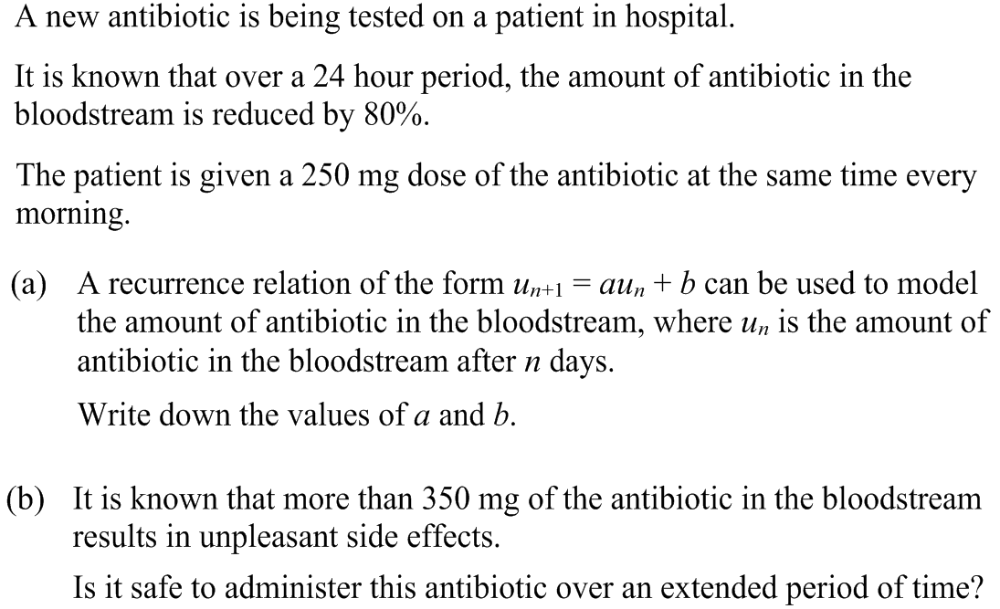 A new antibiotic is being tested on a patient in hospital.
It is known that over a 24 hour period, the amount of antibiotic in the
bloodstream is reduced by 80%.
The patient is given a 250 mg dose of the antibiotic at the same time every
morning.
(a) A recurrence relation of the form uₙ₊₁ = auₙ + b can be used to model
the amount of antibiotic in the bloodstream, where uₙ is the amount of
antibiotic in the bloodstream after n days.
Write down the values of a and b.
(b) It is known that more than 350 mg of the antibiotic in the bloodstream
results in unpleasant side effects.
Is it safe to administer this antibiotic over an extended period of time?